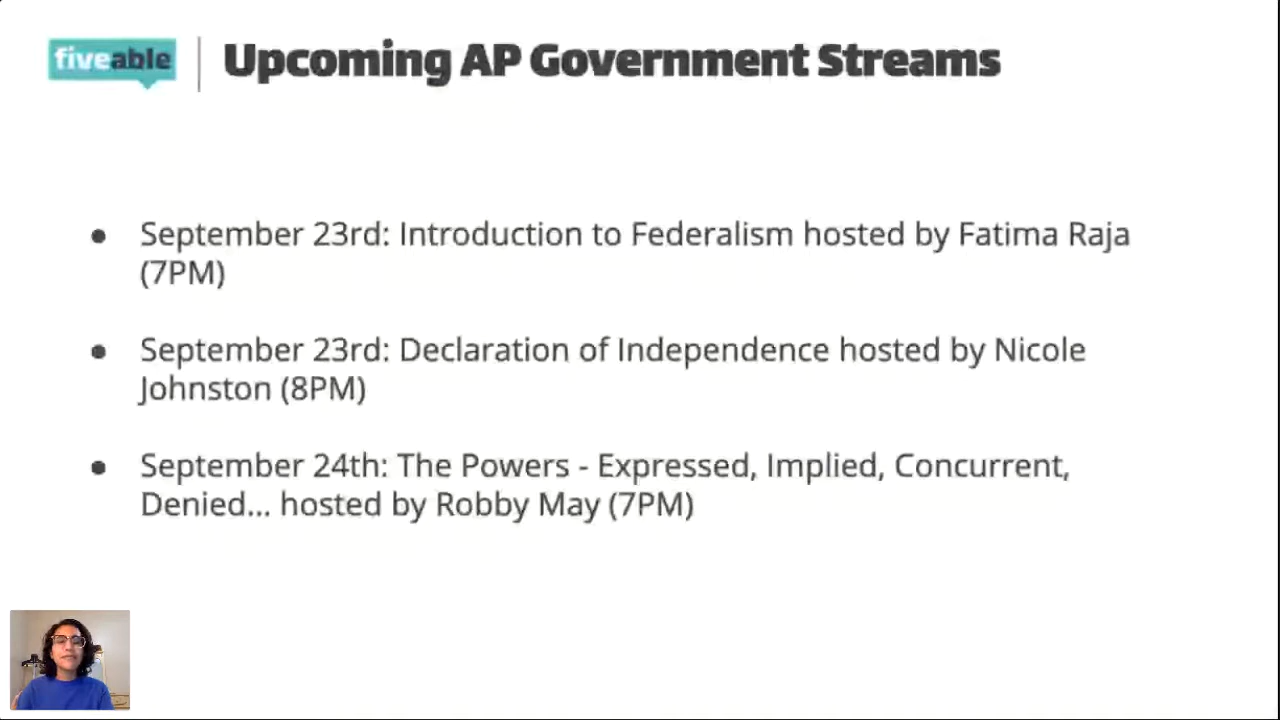 fiveable
Upcoming AP Government Streams
● September 23rd: Introduction to Federalism hosted by Fatima Raja
(7PM)
● September 23rd: Declaration of Independence hosted by Nicole
Johnston (8PM)
● September 24th: The Powers - Expressed, Implied, Concurrent,
Denied... hosted by Robby May (7PM)